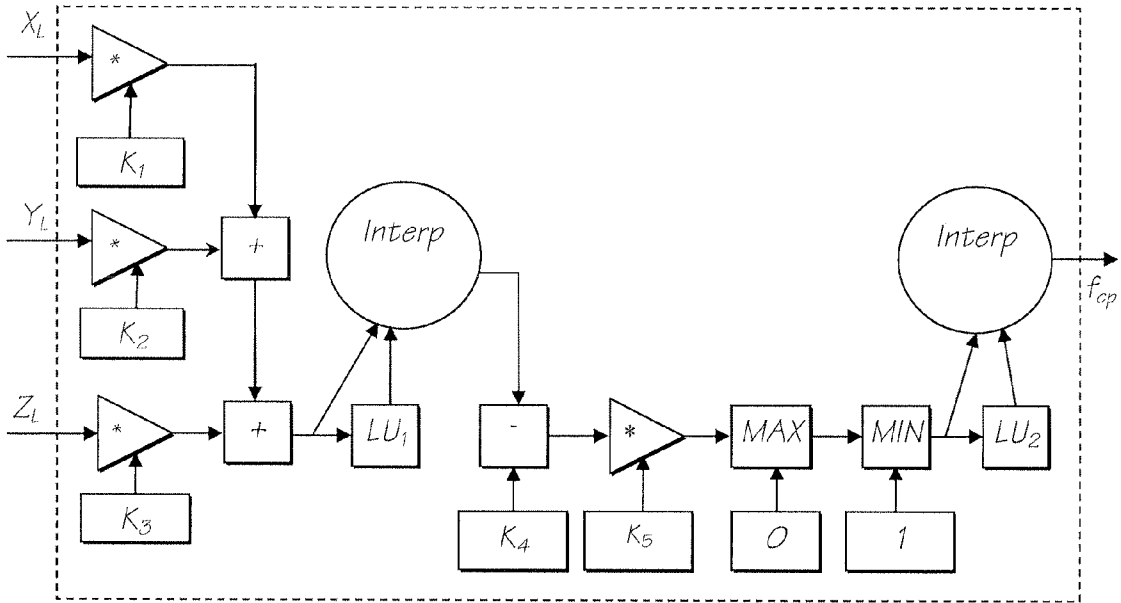 X_L
*
K_1
Y_L
*
+
K_2
Interp
Interp
f_cp
Z_L
*
+
LU_1
-
*
MAX
MIN
LU_2
K_3
K_4
K_5
0
1